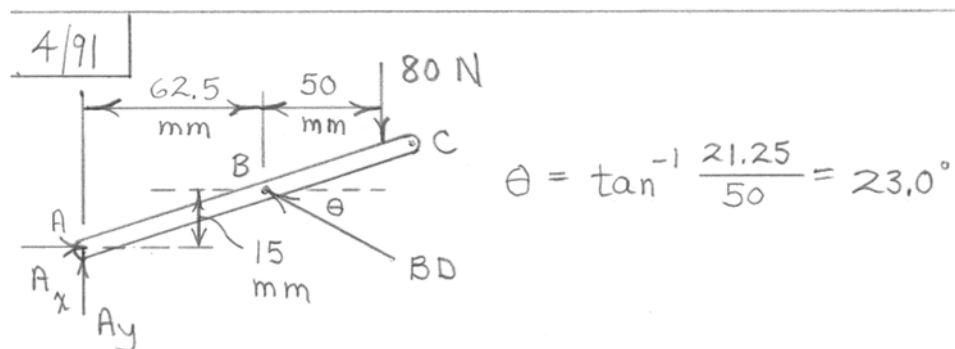 4/91
80 N
62.5 mm
50 mm
B
C
θ = tan⁻¹ 21.25/50 = 23.0°
A
θ
15 mm
BD
Ax
Ay